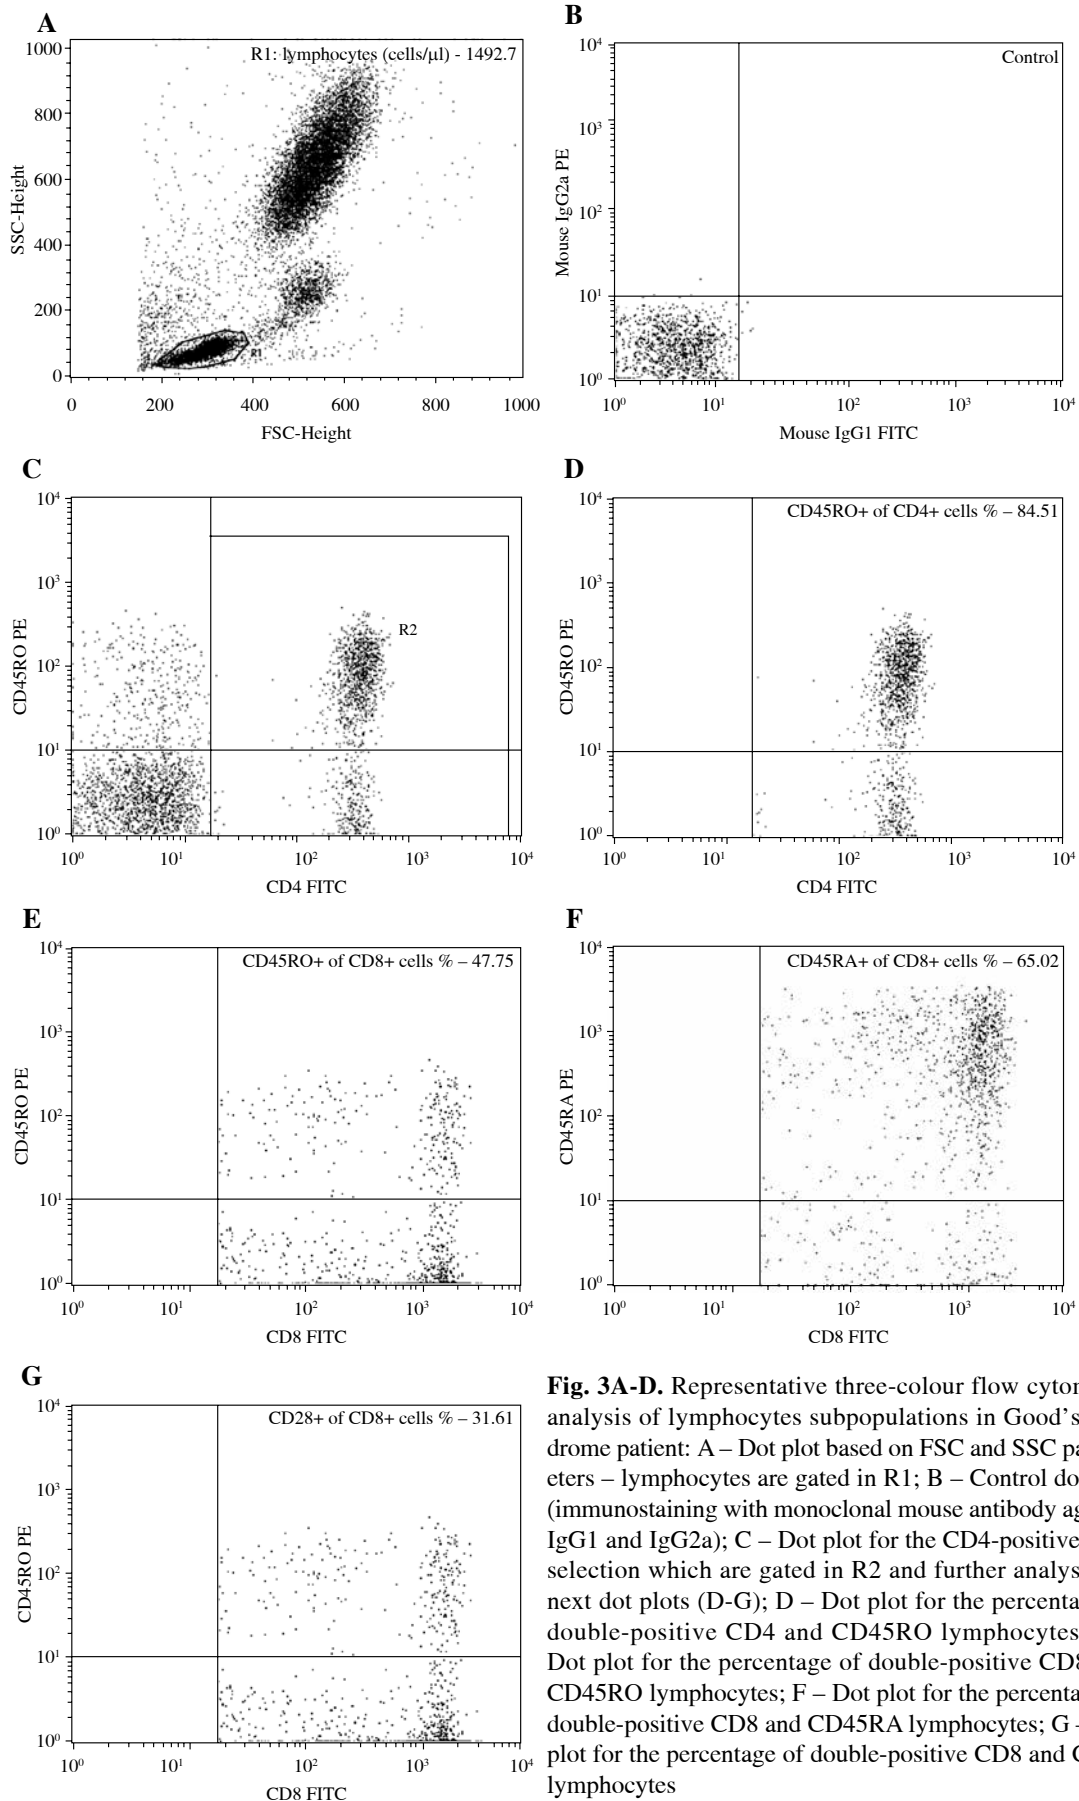 A
R1: lymphocytes (cells/μl) - 1492.7
1000
800
600
400
200
0
SSC-Height
R1
0 200 400 600 800 1000
FSC-Height
B
Control
10⁴
10³
10²
10¹
10⁰
Mouse IgG2a PE
10⁰ 10¹ 10² 10³ 10⁴
Mouse IgG1 FITC
C
10⁴
10³
10²
10¹
10⁰
CD45RO PE
R2
10⁰ 10¹ 10² 10³ 10⁴
CD4 FITC
D
CD45RO+ of CD4+ cells % – 84.51
10⁴
10³
10²
10¹
10⁰
CD45RO PE
10⁰ 10¹ 10² 10³ 10⁴
CD4 FITC
E
CD45RO+ of CD8+ cells % – 47.75
10⁴
10³
10²
10¹
10⁰
CD45RO PE
10⁰ 10¹ 10² 10³ 10⁴
CD8 FITC
F
CD45RA+ of CD8+ cells % – 65.02
10⁴
10³
10²
10¹
10⁰
CD45RA PE
10⁰ 10¹ 10² 10³ 10⁴
CD8 FITC
G
CD28+ of CD8+ cells % – 31.61
10⁴
10³
10²
10¹
10⁰
CD45RO PE
10⁰ 10¹ 10² 10³ 10⁴
CD8 FITC
Fig. 3A-D. Representative three-colour flow cyton
analysis of lymphocytes subpopulations in Good's
drome patient: A – Dot plot based on FSC and SSC pa
eters – lymphocytes are gated in R1; B – Control do
(immunostaining with monoclonal mouse antibody ag
IgG1 and IgG2a); C – Dot plot for the CD4-positive
selection which are gated in R2 and further analys
next dot plots (D-G); D – Dot plot for the percenta
double-positive CD4 and CD45RO lymphocytes
Dot plot for the percentage of double-positive CD8
CD45RO lymphocytes; F – Dot plot for the percenta
double-positive CD8 and CD45RA lymphocytes; G -
plot for the percentage of double-positive CD8 and C
lymphocytes